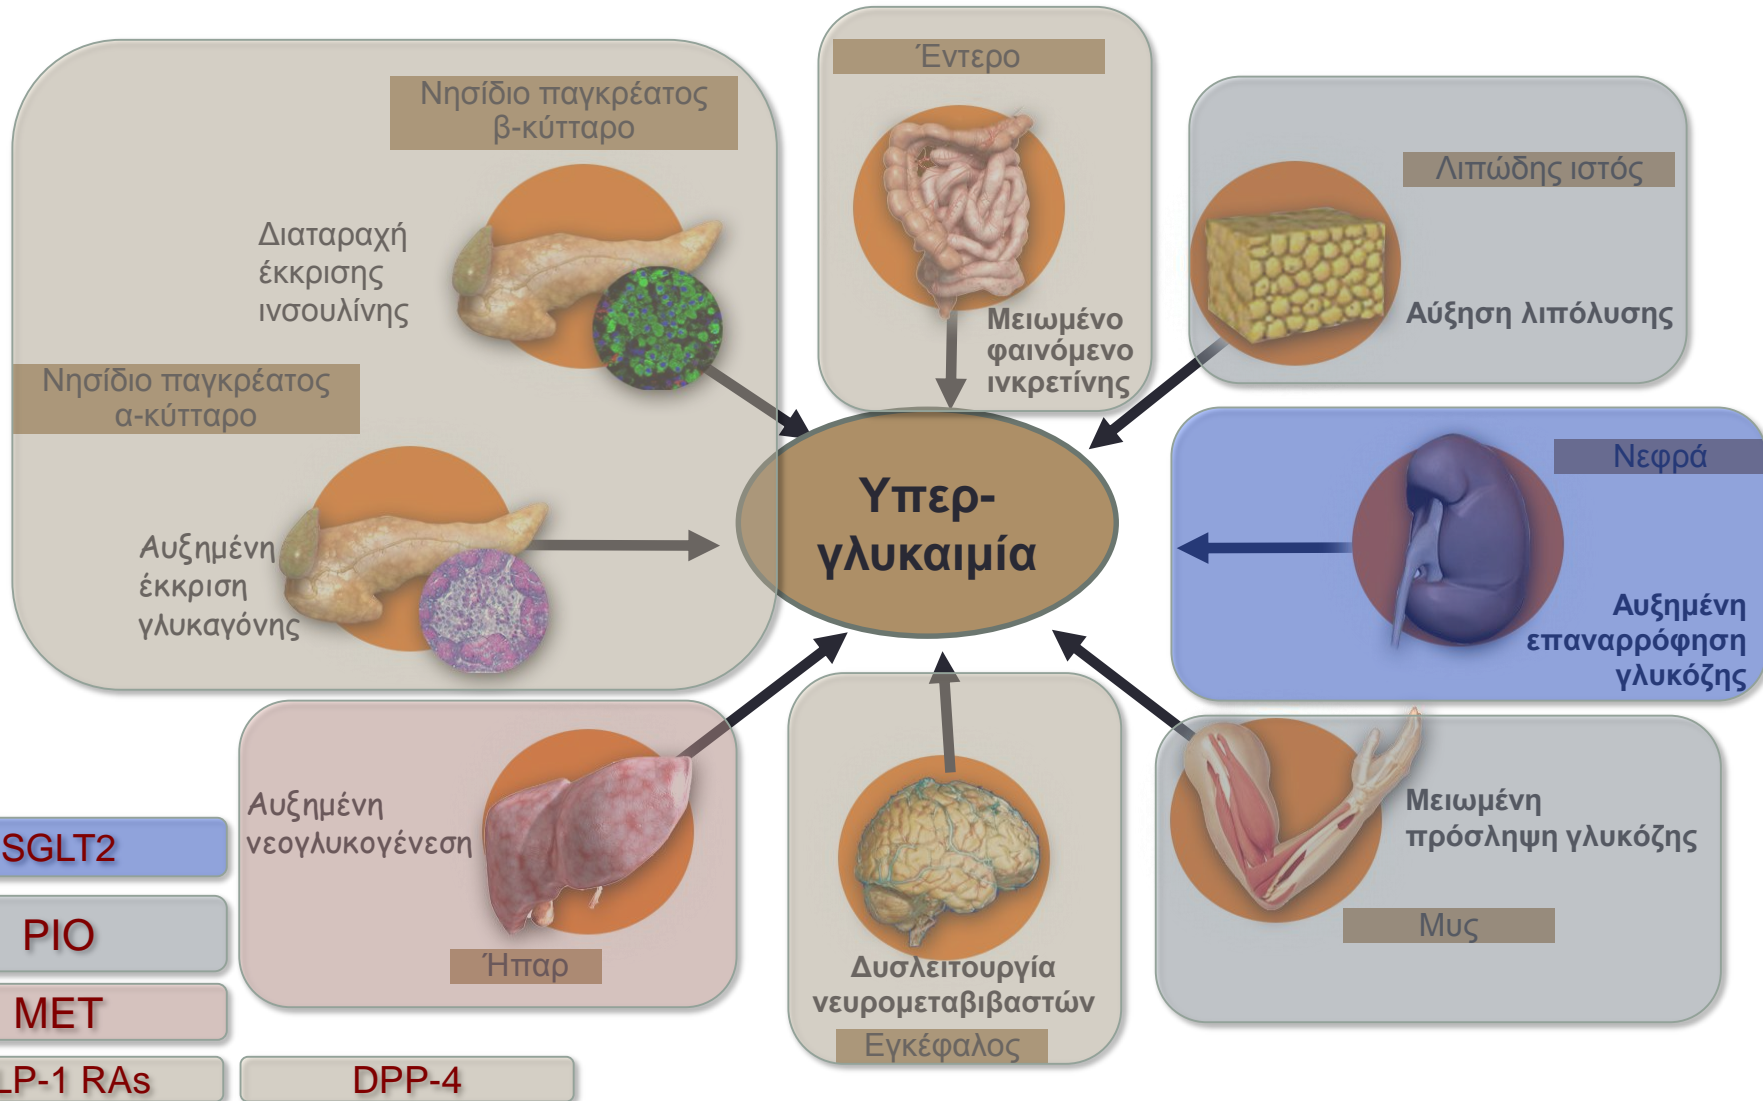 Έντερο
Νησίδιο παγκρέατος
β-κύτταρο
Λιπώδης ιστός
Διαταραχή
έκκρισης
ινσουλίνης
Μειωμένο
φαινόμενο
ινκρετίνης
Αύξηση λιπόλυσης
Νησίδιο παγκρέατος
α-κύτταρο
Υπερ-
γλυκαιμία
Νεφρά
Αυξημένη
έκκριση
γλυκαγόνης
Αυξημένη
επαναρρόφηση
γλυκόζης
Αυξημένη
νεογλυκογένεση
Ήπαρ
Δυσλειτουργία
νευρομεταβιβαστών
Εγκέφαλος
Μειωμένη
πρόσληψη γλυκόζης
Μυς
SGLT2
PIO
MET
LP-1 RAs
DPP-4